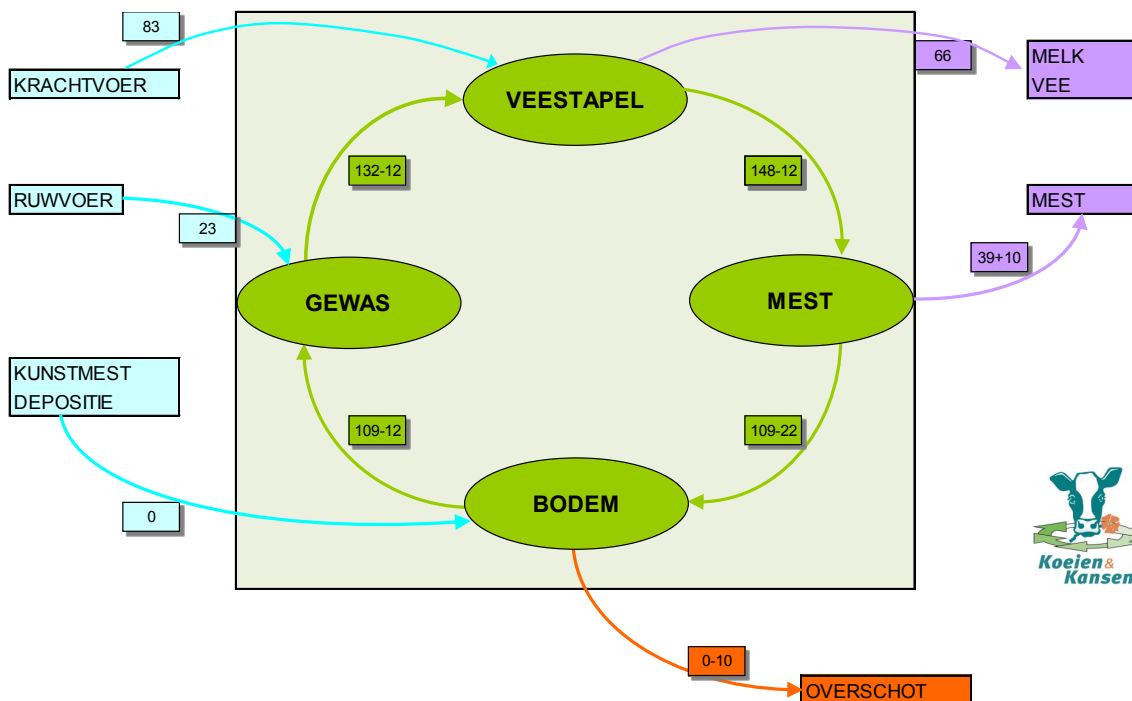 83
KRACHTVOER
VEESTAPEL
66
MELK
VEE
132-12
148-12
RUWVOER
23
MEST
39+10
GEWAS
MEST
KUNSTMEST
DEPOSITIE
109-12
109-22
0
BODEM
Koeien &
Kansen
0-10
OVERSCHOT